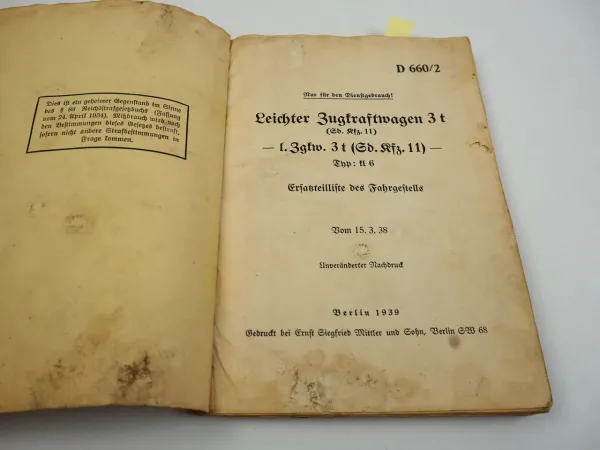 Dies ist ein geheimer Gegenstand im Sinne
des § 88 Reichsstrafgesetzbuchs (Fassung
vom 24. April 1934). Mißbrauch wird nach
den Bestimmungen dieses Gesetzes bestraft,
sofern nicht andere Strafbestimmungen in
Frage kommen.
D 660/2
Nur für den Dienstgebrauch!
Leichter Zugkraftwagen 3 t
(Sd. Kfz. 11)
— l. Zgkw. 3 t (Sd. Kfz. 11) —
Typ: kl 6
Ersatzteilliste des Fahrgestells
Vom 15. 3. 38
Unveränderter Nachdruck
Berlin 1939
Gedruckt bei Ernst Siegfried Mittler und Sohn, Berlin SW 68